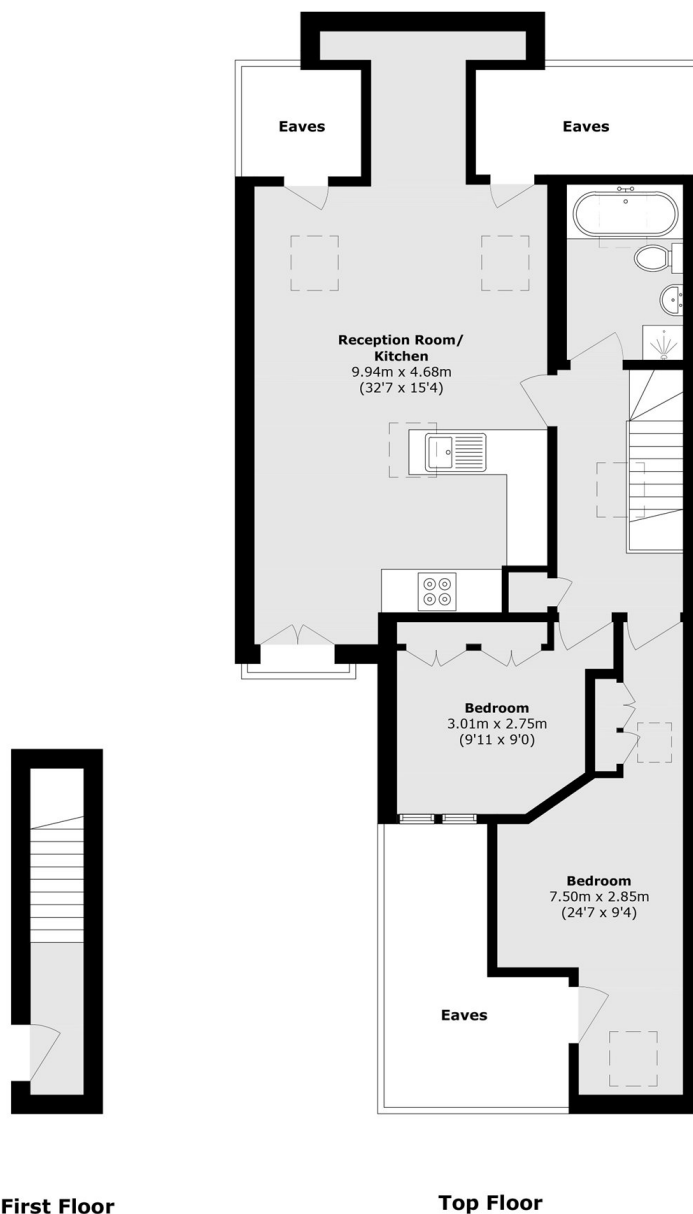 Eaves
Eaves
Reception Room/
Kitchen
9.94m x 4.68m
(32'7 x 15'4)
Bedroom
3.01m x 2.75m
(9'11 x 9'0)
Bedroom
7.50m x 2.85m
(24'7 x 9'4)
Eaves
First Floor
Top Floor